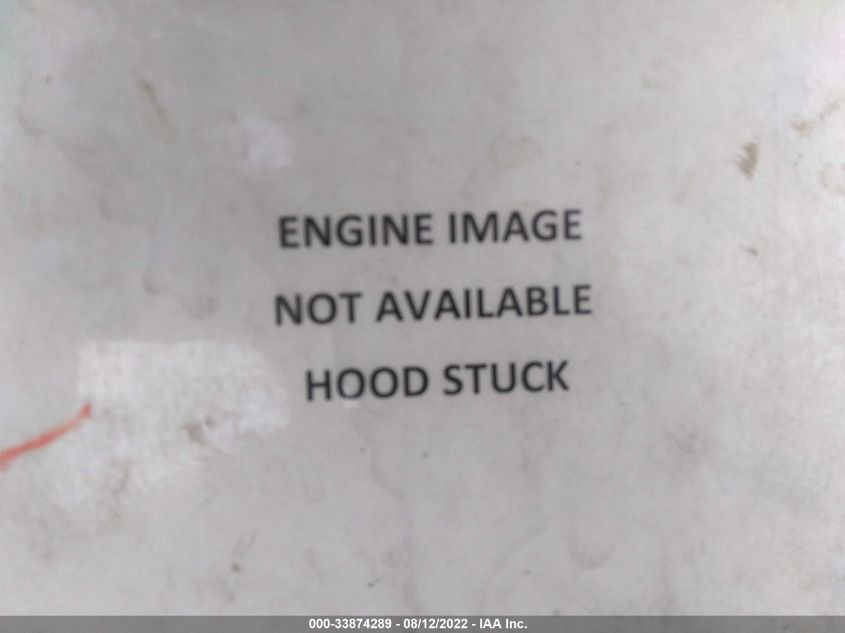 ENGINE IMAGE
NOT AVAILABLE
HOOD STUCK
000-33874289 - 08/12/2022 - IAA Inc.